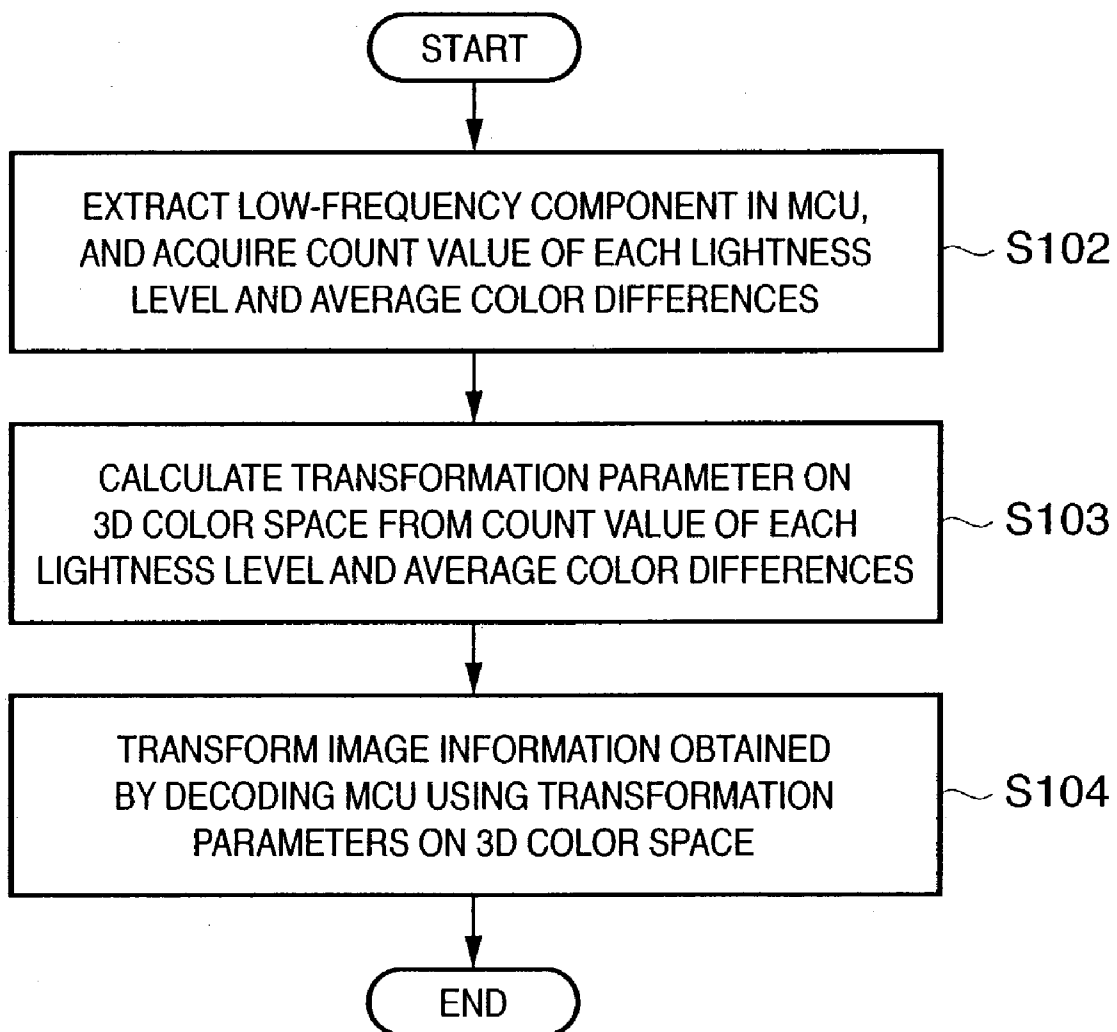 START
EXTRACT LOW-FREQUENCY COMPONENT IN MCU,
AND ACQUIRE COUNT VALUE OF EACH LIGHTNESS
LEVEL AND AVERAGE COLOR DIFFERENCES
S102
CALCULATE TRANSFORMATION PARAMETER ON
3D COLOR SPACE FROM COUNT VALUE OF EACH
LIGHTNESS LEVEL AND AVERAGE COLOR DIFFERENCES
S103
TRANSFORM IMAGE INFORMATION OBTAINED
BY DECODING MCU USING TRANSFORMATION
PARAMETERS ON 3D COLOR SPACE
S104
END